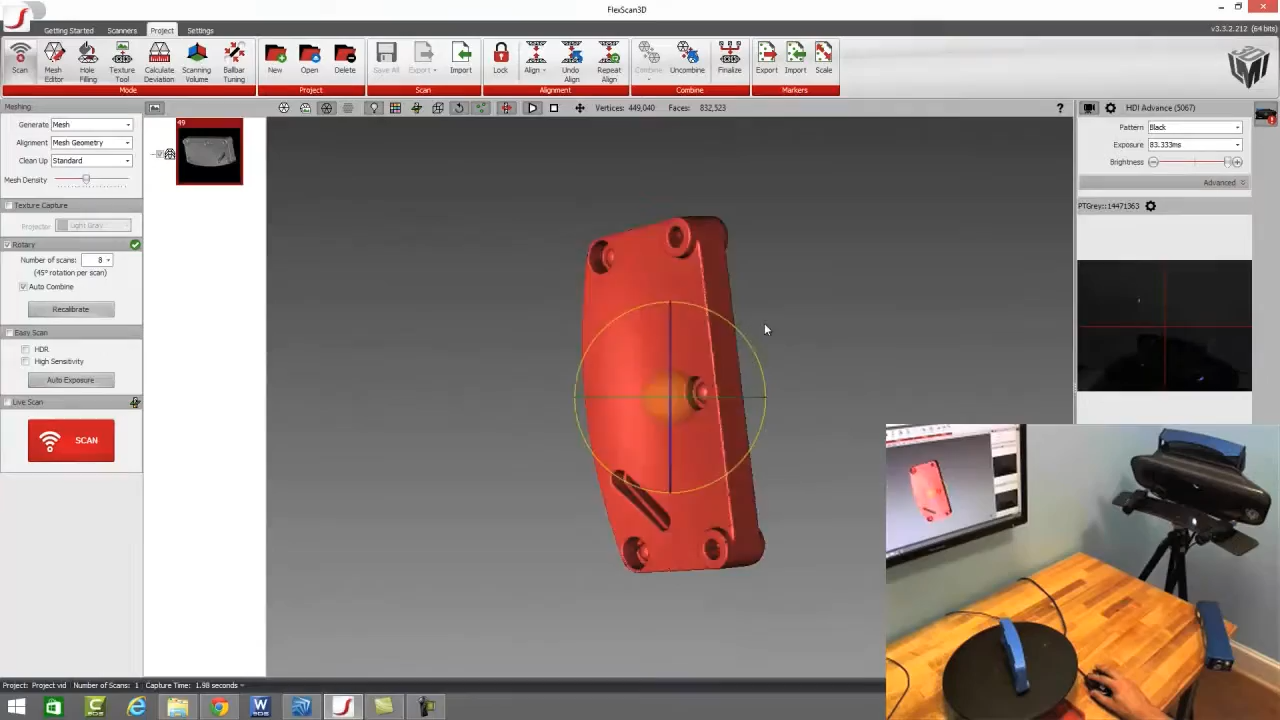 FlexScan3D
Getting Started Scanners Project Settings
v3.3.2.212 (64 bits)
Scan Mesh Editor Hole Filling Texture Tool Calculate Deviation Scanning Volume Ballbar Tuning New Open Delete Save All Export Import Lock Align Undo Align Repeat Align Combine Uncombine Finalize Export Import Scale
Mode Project Scan Alignment Combine Markers
Meshing
Vertices: 449,040 Faces: 832,523
?
HDI Advance (5067)
Generate Mesh
Alignment Mesh Geometry
Clean Up Standard
Mesh Density
49
Pattern Black
Exposure 83.333ms
Brightness
Advanced
Texture Capture
Projector Light Gray
PTGrey::14471363
Rotary
Number of scans: 8
(45° rotation per scan)
Auto Combine
Recalibrate
Easy Scan
HDR
High Sensitivity
Auto Exposure
Live Scan
SCAN
Project: Project vid Number of Scans: 1 Capture Time: 1.98 seconds